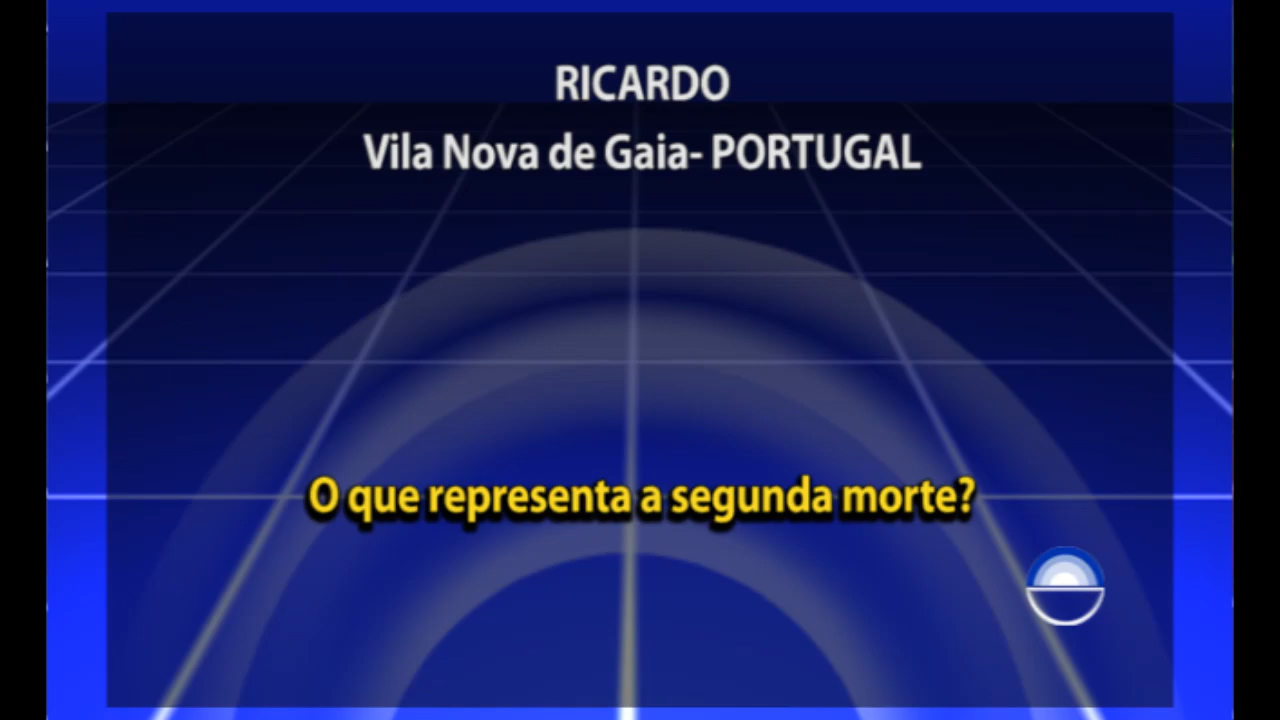 RICARDO
Vila Nova de Gaia- PORTUGAL
O que representa a segunda morte?